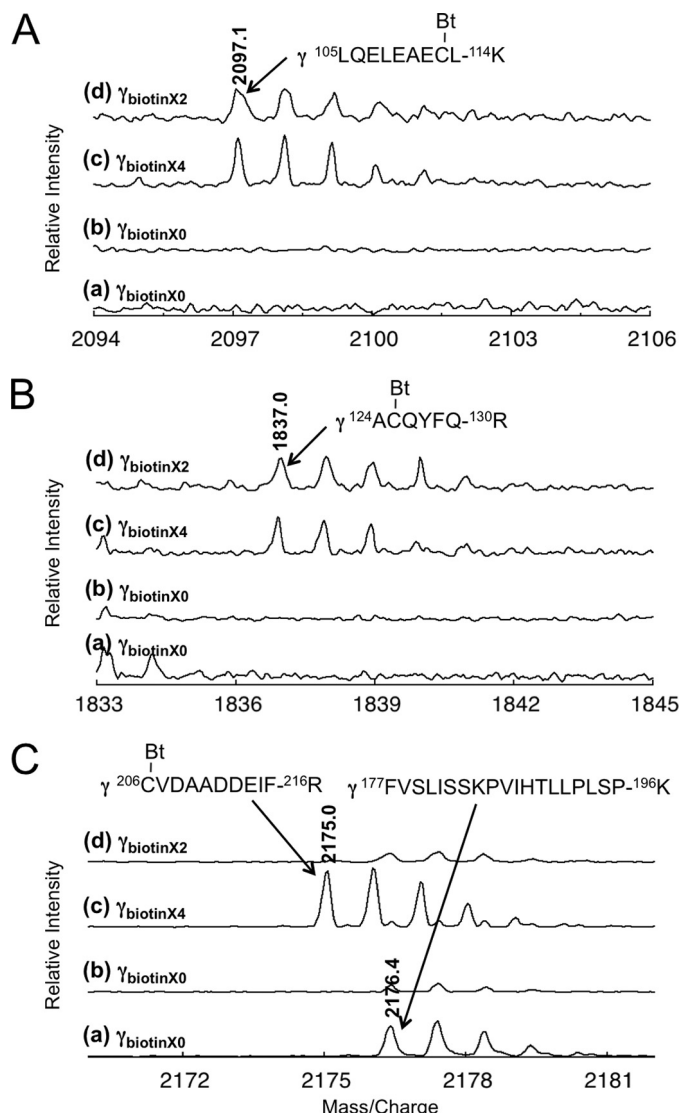 A
Bt
γ ¹⁰⁵LQELEAECL-¹¹⁴K
2097.1
(d) γbiotinX2
(c) γbiotinX4
(b) γbiotinX0
(a) γbiotinX0
Relative Intensity
2094 2097 2100 2103 2106
B
Bt
γ ¹²⁴ACQYFQ-¹³⁰R
1837.0
(d) γbiotinX2
(c) γbiotinX4
(b) γbiotinX0
(a) γbiotinX0
Relative Intensity
1833 1836 1839 1842 1845
C
Bt
γ ²⁰⁶CVDAADDEIF-²¹⁶R γ ¹⁷⁷FVSLISSKPVIHTLLPLSP-¹⁹⁶K
2175.0
(d) γbiotinX2
(c) γbiotinX4
(b) γbiotinX0
2176.4
(a) γbiotinX0
Relative Intensity
2172 2175 2178 2181
Mass/Charge